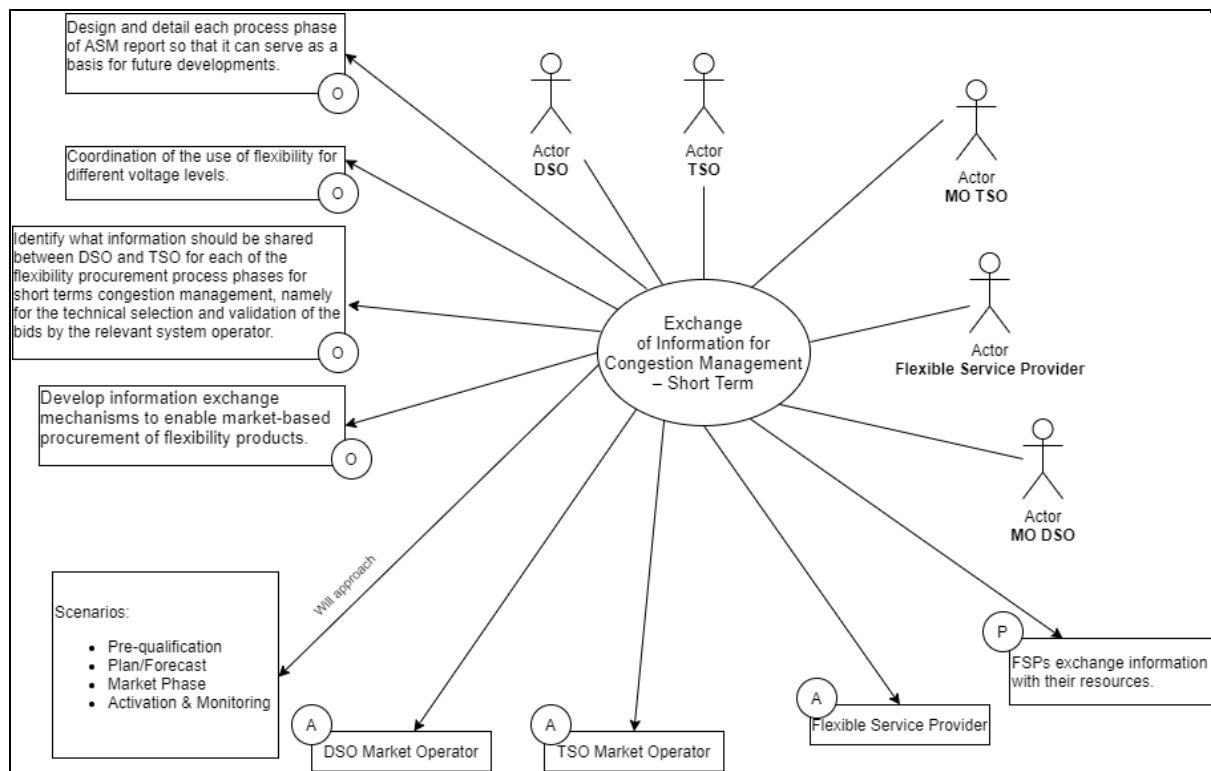 Design and detail each process phase
of ASM report so that it can serve as a
basis for future developments.
O
Coordination of the use of flexibility for
different voltage levels.
O
Identify what information should be shared
between DSO and TSO for each of the
flexibility procurement process phases for
short terms congestion management, namely
for the technical selection and validation of the
bids by the relevant system operator.
O
Develop information exchange
mechanisms to enable market-based
procurement of flexibility products.
O
Actor
DSO
Actor
TSO
Actor
MO TSO
Actor
Flexible Service Provider
Actor
MO DSO
Exchange
of Information for
Congestion Management
– Short Term
Will approach
Scenarios:
• Pre-qualification
• Plan/Forecast
• Market Phase
• Activation & Monitoring
A
DSO Market Operator
A
TSO Market Operator
A
Flexible Service Provider
P
FSPs exchange information
with their resources.